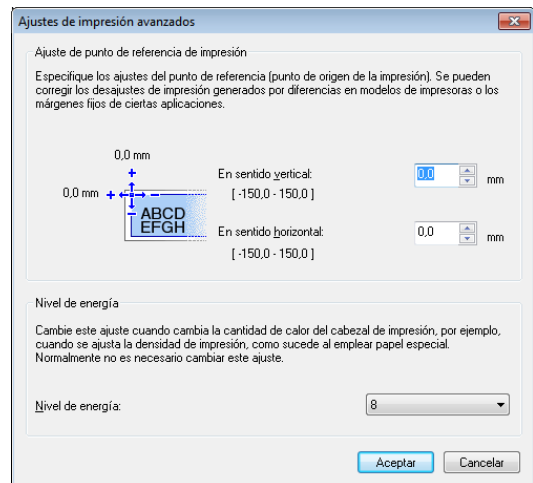 Ajustes de impresión avanzados
Ajuste de punto de referencia de impresión
Especifique los ajustes del punto de referencia (punto de origen de la impresión). Se pueden
corregir los desajustes de impresión generados por diferencias en modelos de impresoras o los
márgenes fijos de ciertas aplicaciones.
0,0 mm
0,0 mm
ABCD
EFGH
En sentido vertical:
0,0
mm
[ -150,0 - 150,0 ]
En sentido horizontal:
0,0
mm
[ -150,0 - 150,0 ]
Nivel de energía
Cambie este ajuste cuando cambia la cantidad de calor del cabezal de impresión, por ejemplo,
cuando se ajusta la densidad de impresión, como sucede al emplear papel especial.
Normalmente no es necesario cambiar este ajuste.
Nivel de energía:
8
Aceptar
Cancelar